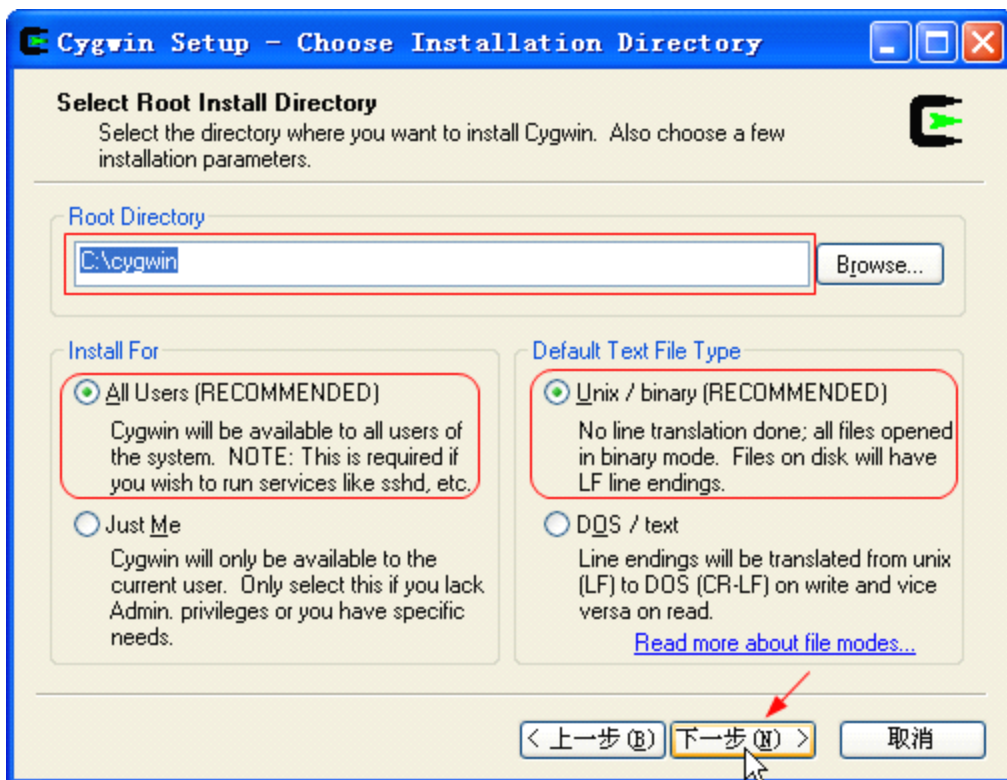 Cygwin Setup - Choose Installation Directory
Select Root Install Directory
Select the directory where you want to install Cygwin. Also choose a few
installation parameters.
Root Directory
C:\cygwin
Browse...
Install For
All Users (RECOMMENDED)
Cygwin will be available to all users of
the system. NOTE: This is required if
you wish to run services like sshd, etc.
Just Me
Cygwin will only be available to the
current user. Only select this if you lack
Admin. privileges or you have specific
needs.
Default Text File Type
Unix / binary (RECOMMENDED)
No line translation done; all files opened
in binary mode. Files on disk will have
LF line endings.
DOS / text
Line endings will be translated from unix
(LF) to DOS (CR-LF) on write and vice
versa on read.
Read more about file modes...
< 上一步(B)
下一步(N) >
取消